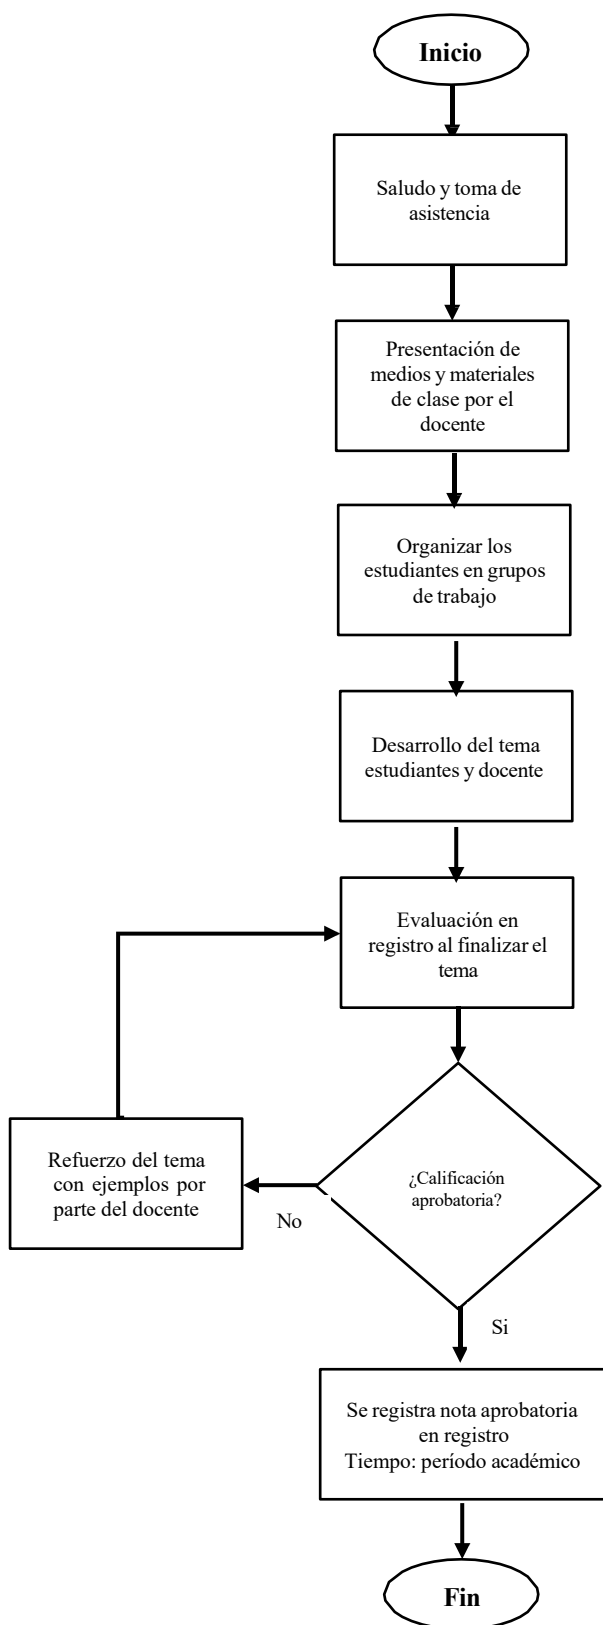 Inicio
Saludo y toma de
asistencia
Presentación de
medios y materiales
de clase por el
docente
Organizar los
estudiantes en grupos
de trabajo
Desarrollo del tema
estudiantes y docente
Evaluación en
registro al finalizar el
tema
¿Calificación
aprobatoria?
No
Refuerzo del tema
con ejemplos por
parte del docente
Si
Se registra nota aprobatoria
en registro
Tiempo: período académico
Fin